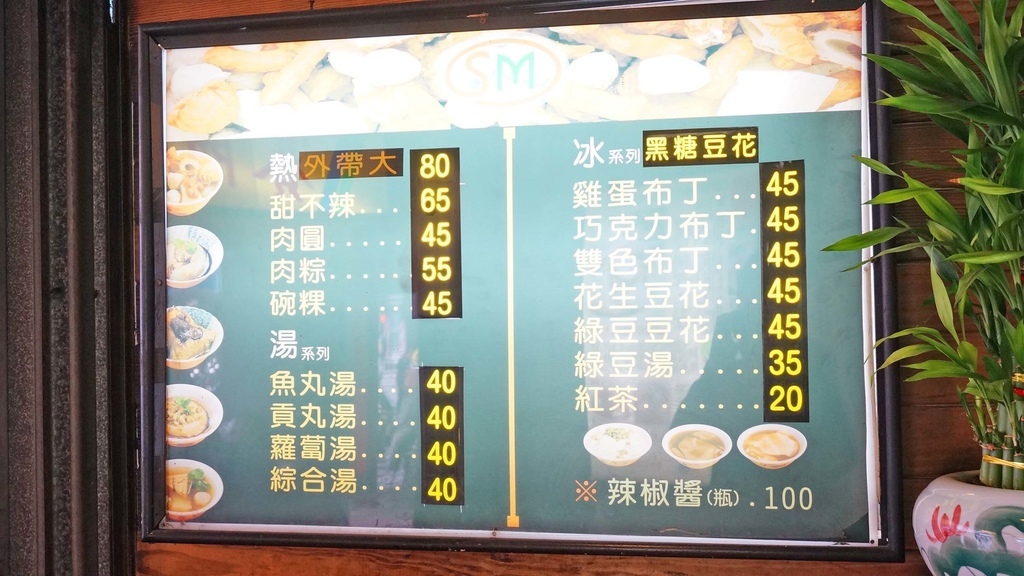 SM
熱 外帶大 80
甜不辣... 65
肉圓..... 45
肉粽..... 55
碗粿.... 45
湯系列
魚丸湯.... 40
貢丸湯.... 40
蘿蔔湯.... 40
綜合湯.... 40
冰系列 黑糖豆花
雞蛋布丁... 45
巧克力布丁. 45
雙色布丁... 45
花生豆花... 45
綠豆豆花... 45
綠豆湯..... 35
紅茶....... 20
※辣椒醬(瓶).100